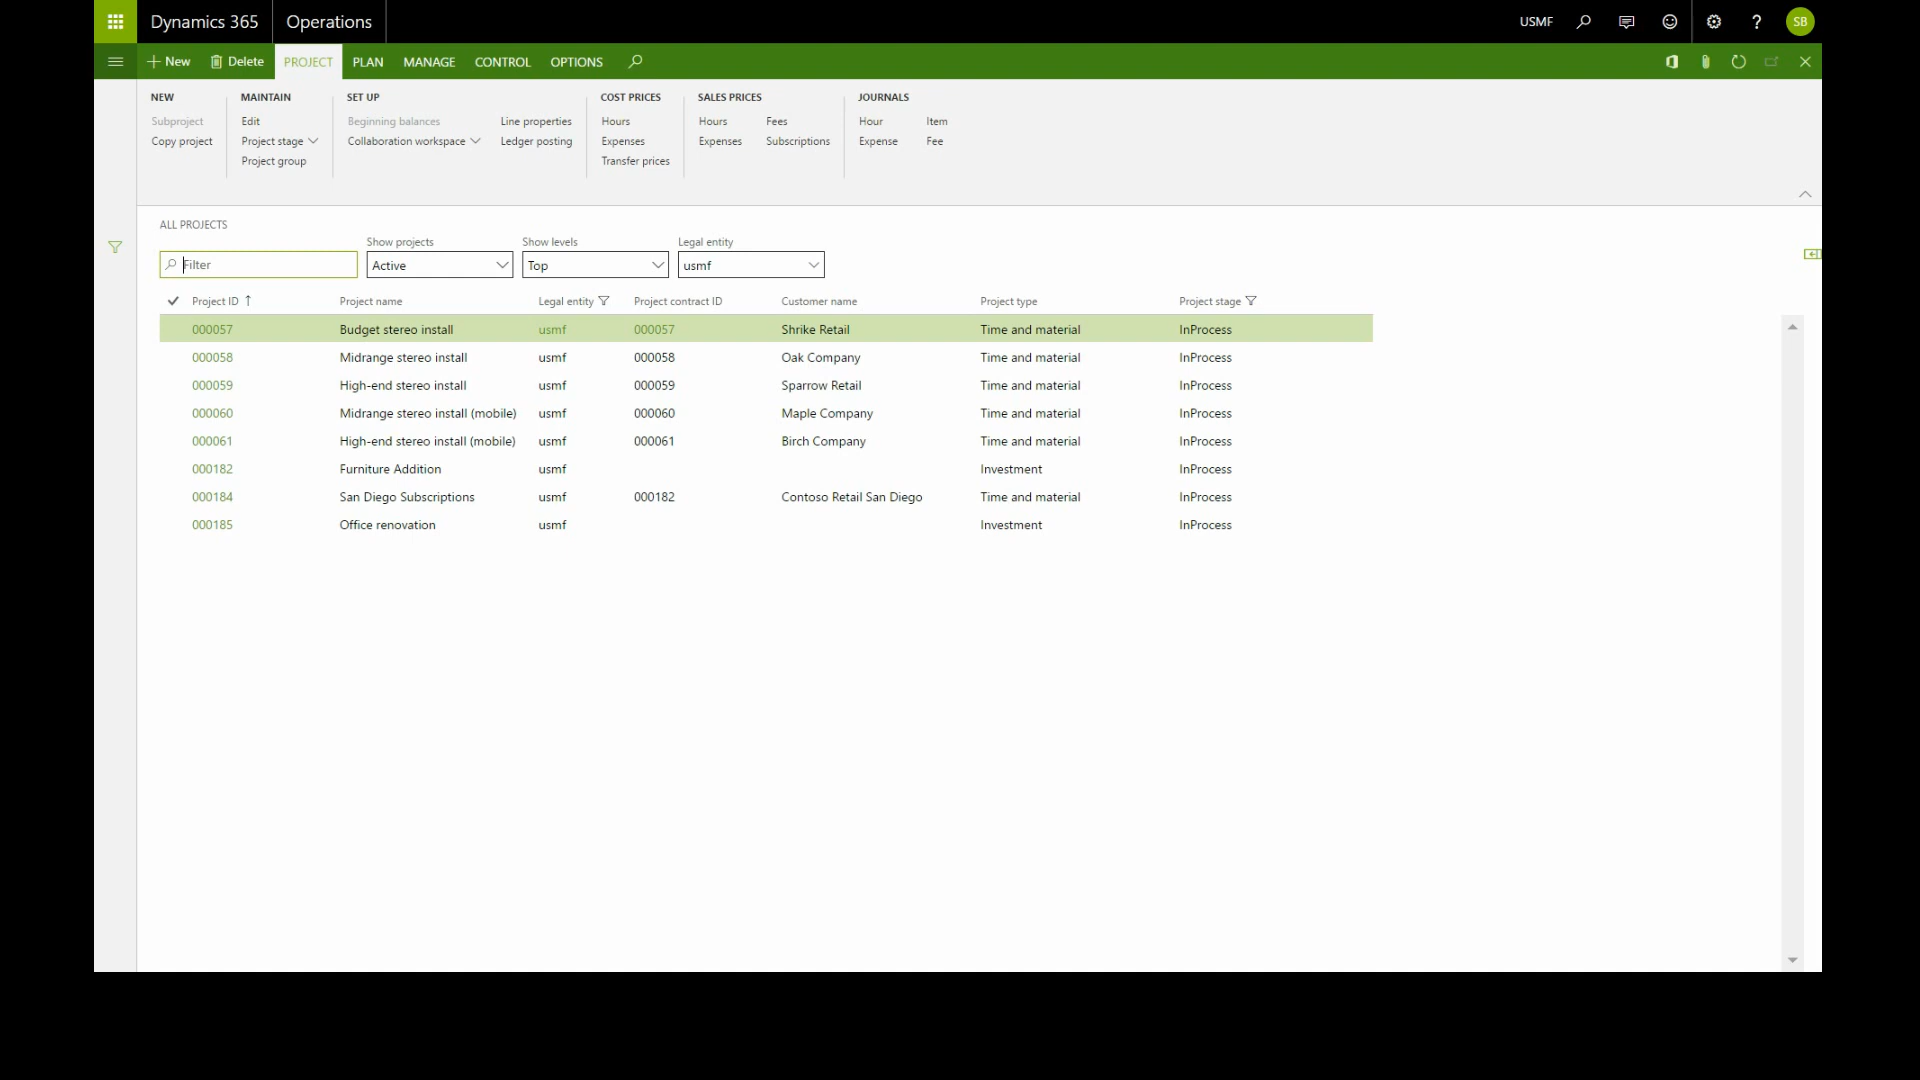 Dynamics 365 Operations USMF ? SB
New Delete PROJECT PLAN MANAGE CONTROL OPTIONS
NEW MAINTAIN SET UP COST PRICES SALES PRICES JOURNALS
Subproject Edit Beginning balances Line properties Hours Hours Fees Hour Item
Copy project Project stage Collaboration workspace Ledger posting Expenses Expenses Subscriptions Expense Fee
Project group Transfer prices
ALL PROJECTS
Show projects Show levels Legal entity
Filter Active Top usmf
Project ID Project name Legal entity Project contract ID Customer name Project type Project stage
000057 Budget stereo install usmf 000057 Shrike Retail Time and material InProcess
000058 Midrange stereo install usmf 000058 Oak Company Time and material InProcess
000059 High-end stereo install usmf 000059 Sparrow Retail Time and material InProcess
000060 Midrange stereo install (mobile) usmf 000060 Maple Company Time and material InProcess
000061 High-end stereo install (mobile) usmf 000061 Birch Company Time and material InProcess
000182 Furniture Addition usmf Investment InProcess
000184 San Diego Subscriptions usmf 000182 Contoso Retail San Diego Time and material InProcess
000185 Office renovation usmf Investment InProcess